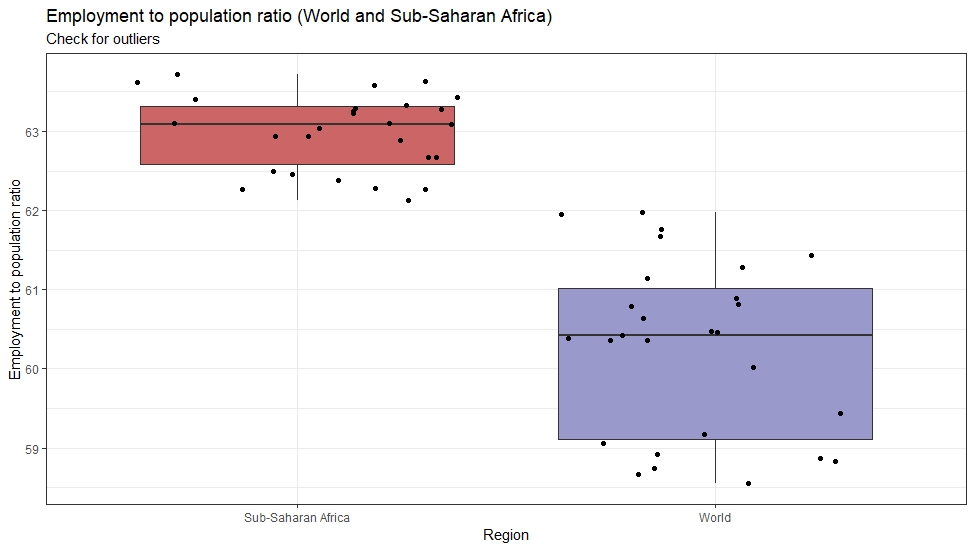 Employment to population ratio (World and Sub-Saharan Africa)
Check for outliers
Employment to population ratio
63
62
61
60
59
Sub-Saharan Africa
World
Region